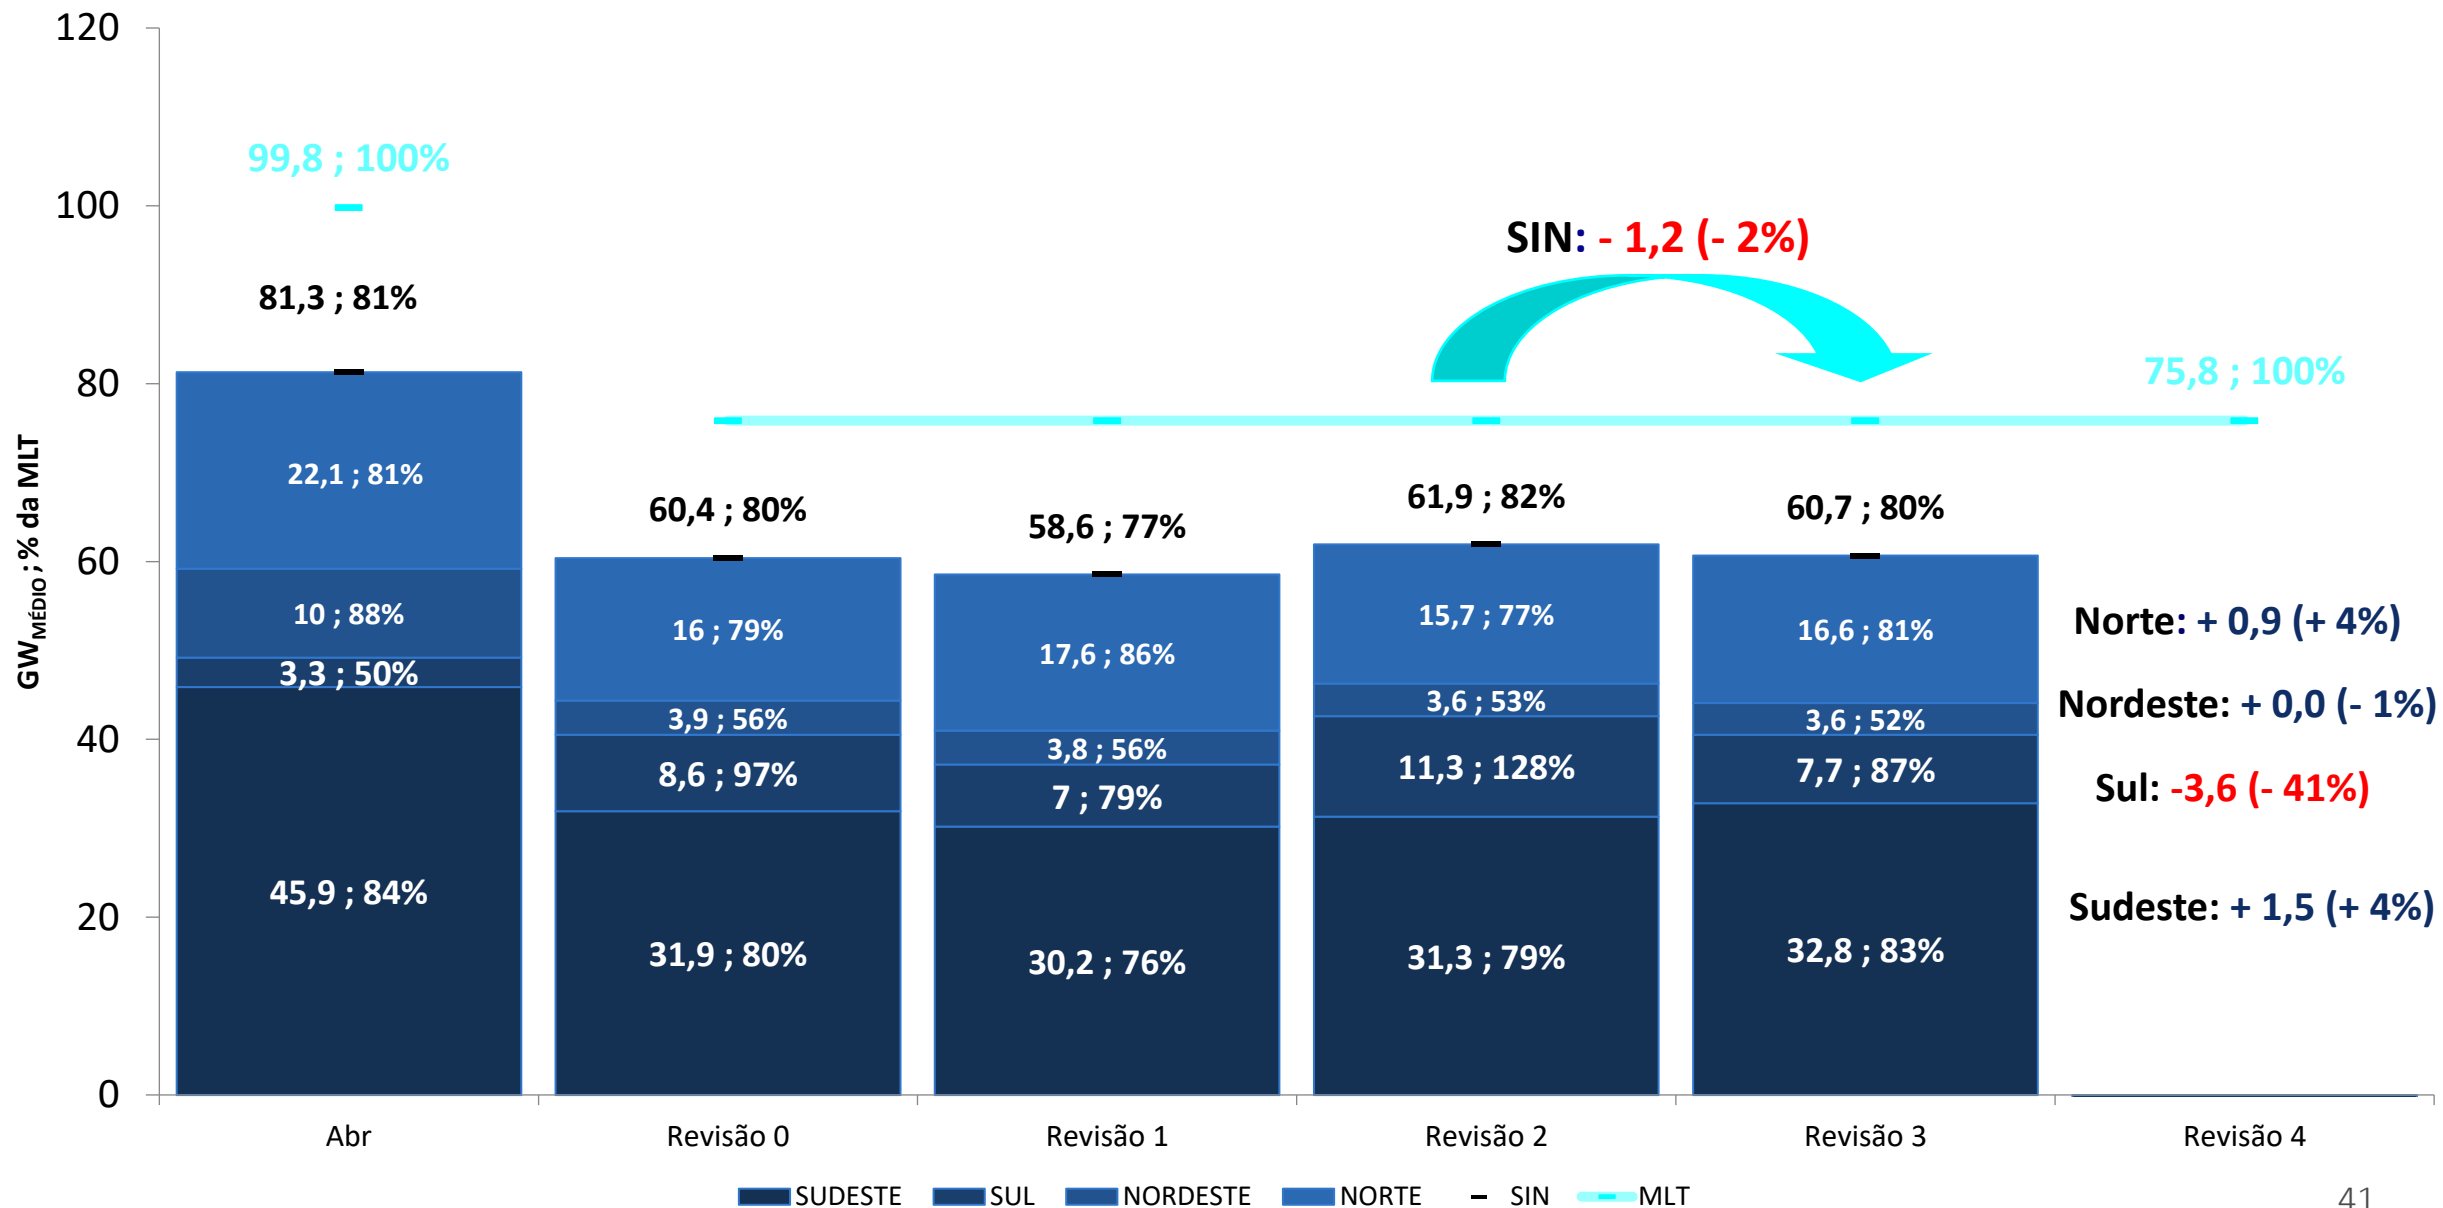 120
100
80
60
40
20
0
GW MÉDIO ; % da MLT
99,8 ; 100%
81,3 ; 81%
22,1 ; 81%
10 ; 88%
3,3 ; 50%
45,9 ; 84%
60,4 ; 80%
16 ; 79%
3,9 ; 56%
8,6 ; 97%
31,9 ; 80%
58,6 ; 77%
17,6 ; 86%
3,8 ; 56%
7 ; 79%
30,2 ; 76%
SIN: - 1,2 (- 2%)
61,9 ; 82%
15,7 ; 77%
3,6 ; 53%
11,3 ; 128%
31,3 ; 79%
60,7 ; 80%
16,6 ; 81%
3,6 ; 52%
7,7 ; 87%
32,8 ; 83%
75,8 ; 100%
Norte: + 0,9 (+ 4%)
Nordeste: + 0,0 (- 1%)
Sul: -3,6 (- 41%)
Sudeste: + 1,5 (+ 4%)
Abr
Revisão 0
Revisão 1
Revisão 2
Revisão 3
Revisão 4
SUDESTE
SUL
NORDESTE
NORTE
SIN
MLT
41